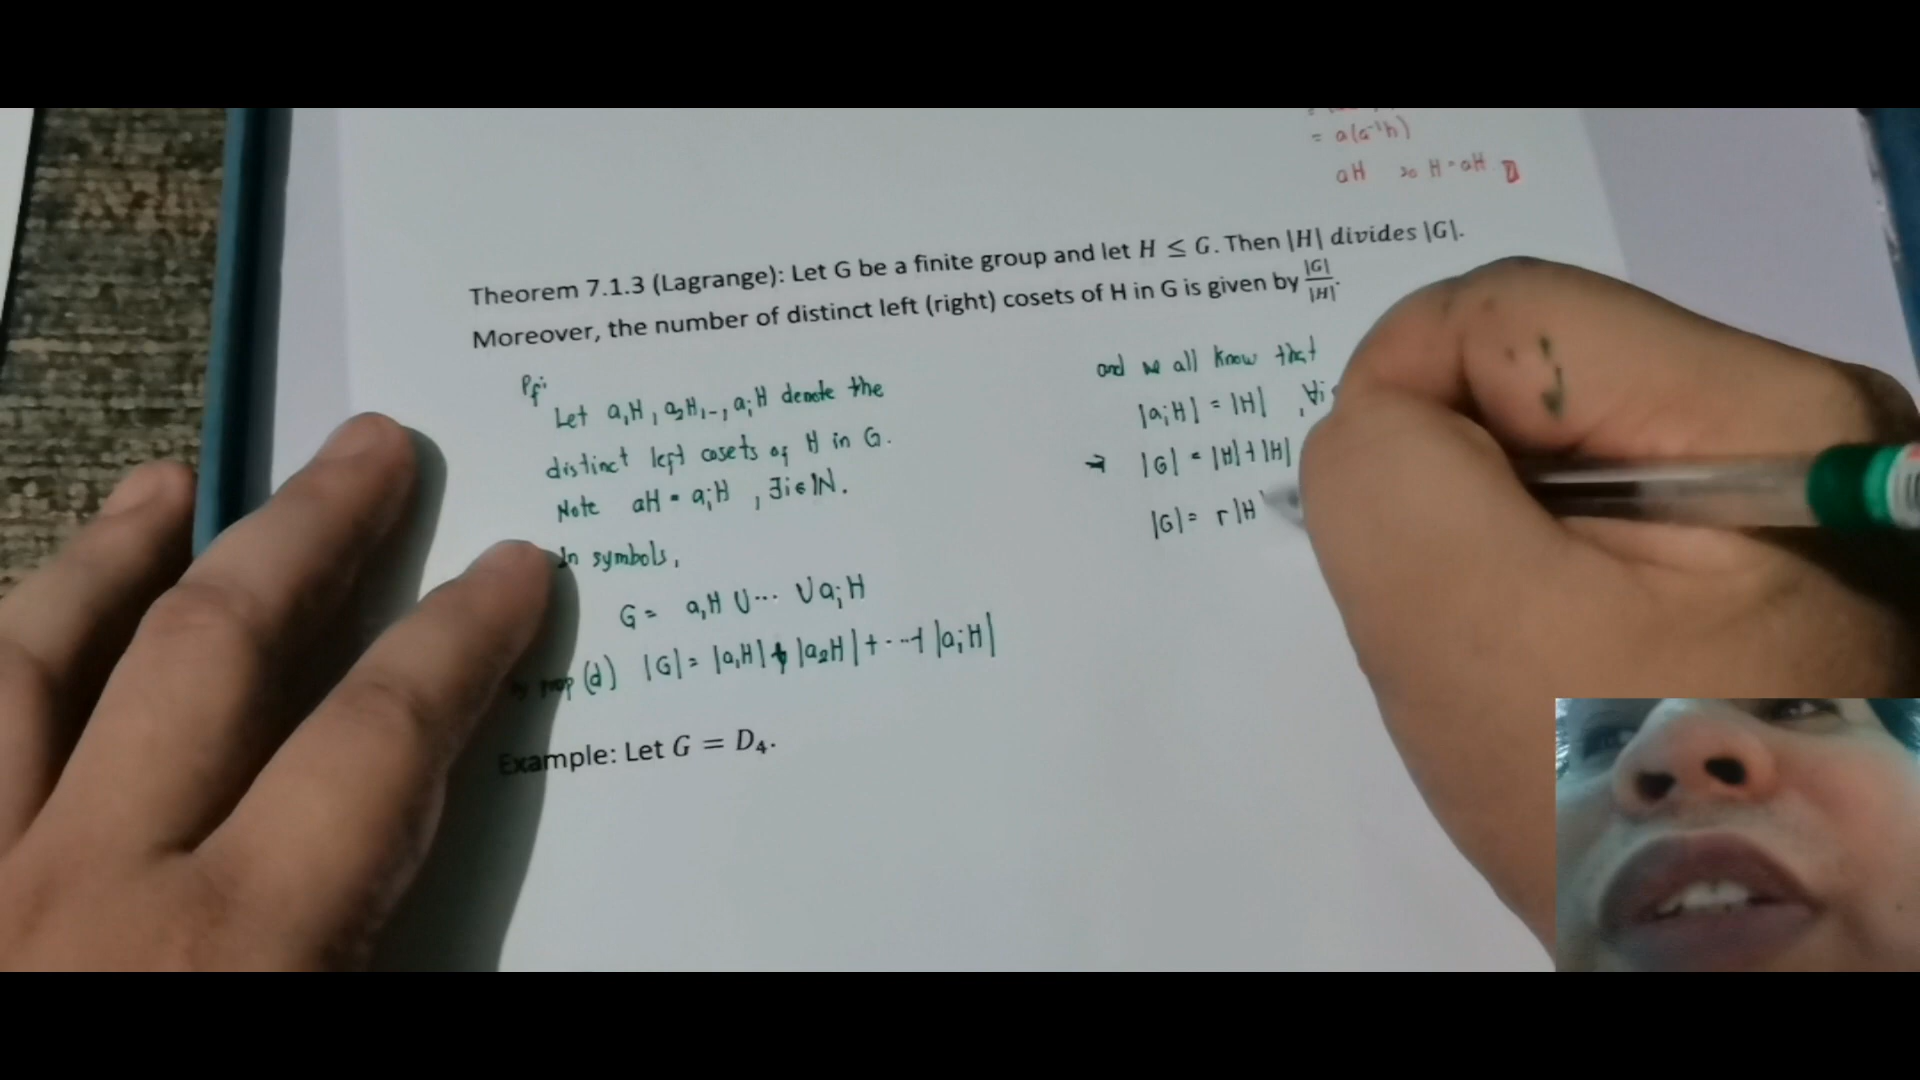 = a(a⁻¹h)
aH so H = aH
Theorem 7.1.3 (Lagrange): Let G be a finite group and let H ≤ G. Then |H| divides |G|.
Moreover, the number of distinct left (right) cosets of H in G is given by |G|/|H|.
Pf:
Let a₁H, a₂H, –, aᵢH denote the
distinct left cosets of H in G.
Note aH = aᵢH , ∃i∈ℕ.
In symbols,
G = a₁H ∪ ⋯ ∪ aᵢH
prop (d) |G| = |a₁H| + |a₂H| + ⋯ + |aᵢH|
and we all know that
|aᵢH| = |H| , ∀i
⇒ |G| = |H| + |H|
|G| = r|H
Example: Let G = D₄.